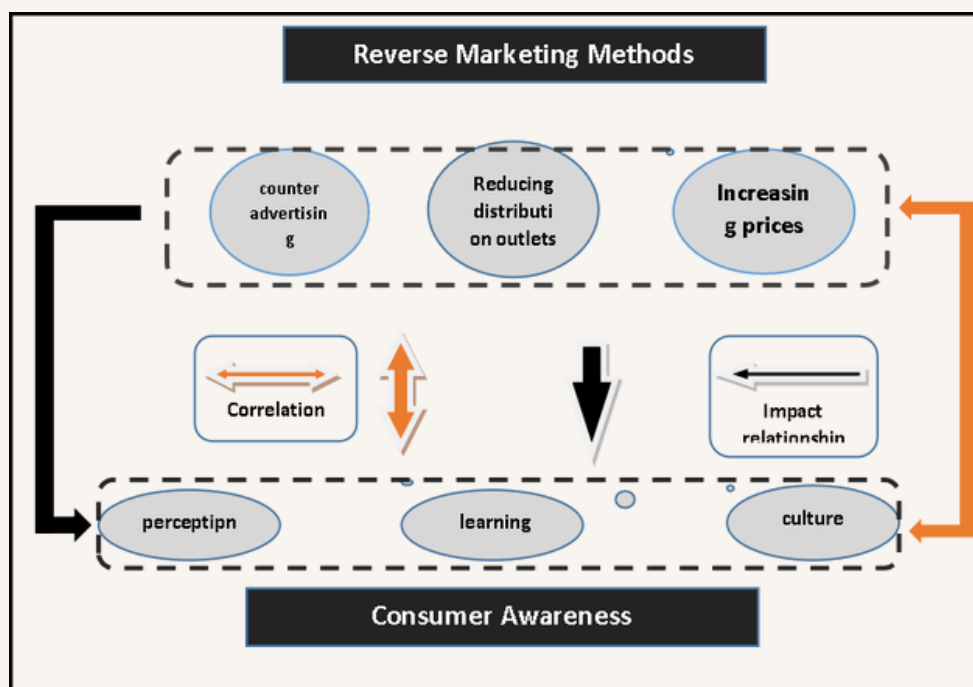 Reverse Marketing Methods
counter
advertisin
g
Reducing
distributi
on outlets
Increasin
g prices
Correlation
Impact
relationship
perceptipn
learning
culture
Consumer Awareness